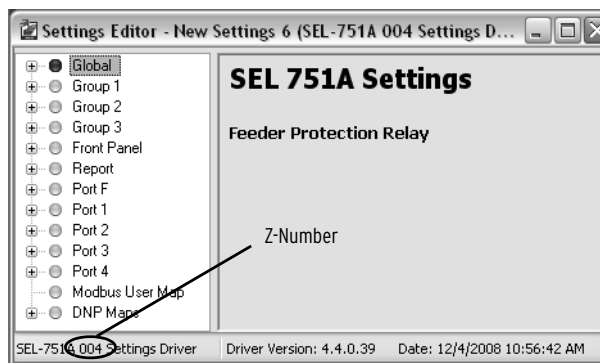 Settings Editor - New Settings 6 (SEL-751A 004 Settings D...
Global
Group 1
Group 2
Group 3
Front Panel
Report
Port F
Port 1
Port 2
Port 3
Port 4
Modbus User Map
DNP Maps
SEL 751A Settings
Feeder Protection Relay
Z-Number
SEL-751A 004 Settings Driver Driver Version: 4.4.0.39 Date: 12/4/2008 10:56:42 AM